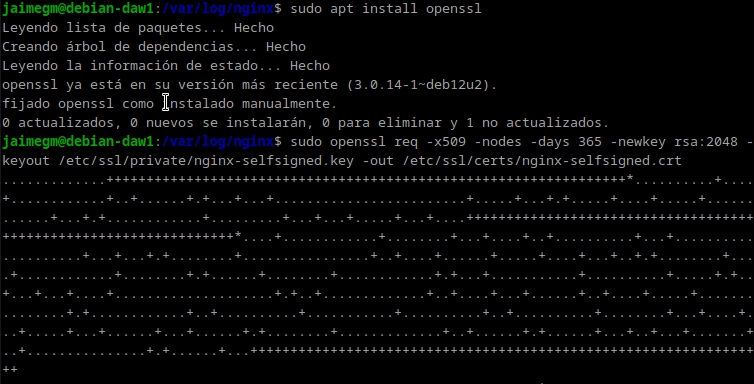 jaimegm@debian-daw1:/var/log/nginx$ sudo apt install openssl
Leyendo lista de paquetes... Hecho
Creando árbol de dependencias... Hecho
Leyendo la información de estado... Hecho
openssl ya está en su versión más reciente (3.0.14-1~deb12u2).
fijado openssl como instalado manualmente.
0 actualizados, 0 nuevos se instalarán, 0 para eliminar y 1 no actualizados.
jaimegm@debian-daw1:/var/log/nginx$ sudo openssl req -x509 -nodes -days 365 -newkey rsa:2048 -
keyout /etc/ssl/private/nginx-selfsigned.key -out /etc/ssl/certs/nginx-selfsigned.crt